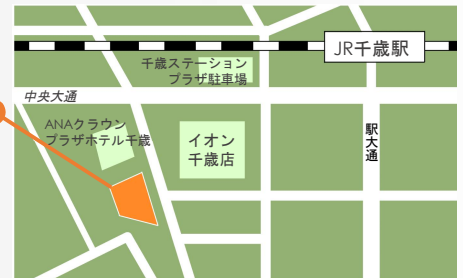 JR千歳駅
千歳ステーション
プラザ駐車場
中央大通
ANAクラウン
プラザホテル千歳
イオン
千歳店
駅大通